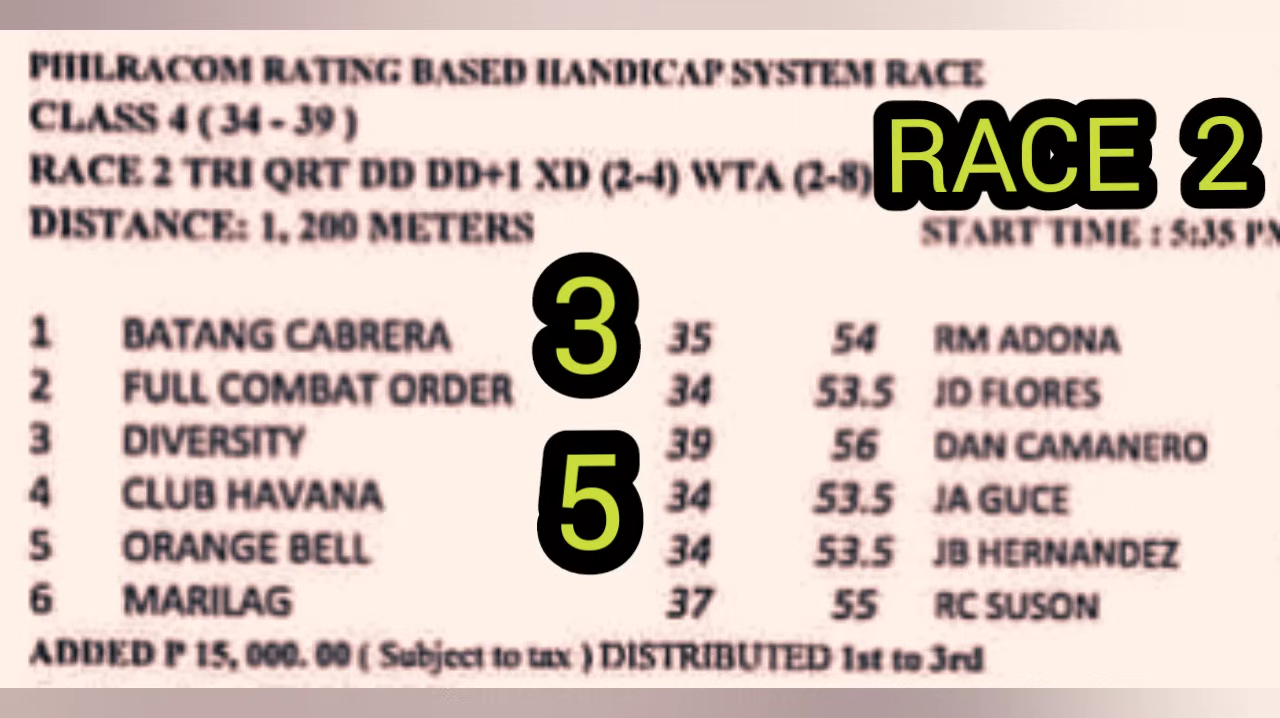 PHILRACOM RATING BASED HANDICAP SYSTEM RACE
CLASS 4 ( 34 - 39 )
RACE 2 TRI QRT DD DD+1 XD (2-4) WTA (2-8)
RACE 2
DISTANCE: 1, 200 METERS START TIME : 5:35 PM
3
1 BATANG CABRERA 35 54 RM ADONA
2 FULL COMBAT ORDER 34 53.5 JD FLORES
3 DIVERSITY 39 56 DAN CAMANERO
5
4 CLUB HAVANA 34 53.5 JA GUCE
5 ORANGE BELL 34 53.5 JB HERNANDEZ
6 MARILAG 37 55 RC SUSON
ADDED P 15, 000. 00 ( Subject to tax ) DISTRIBUTED 1st to 3rd